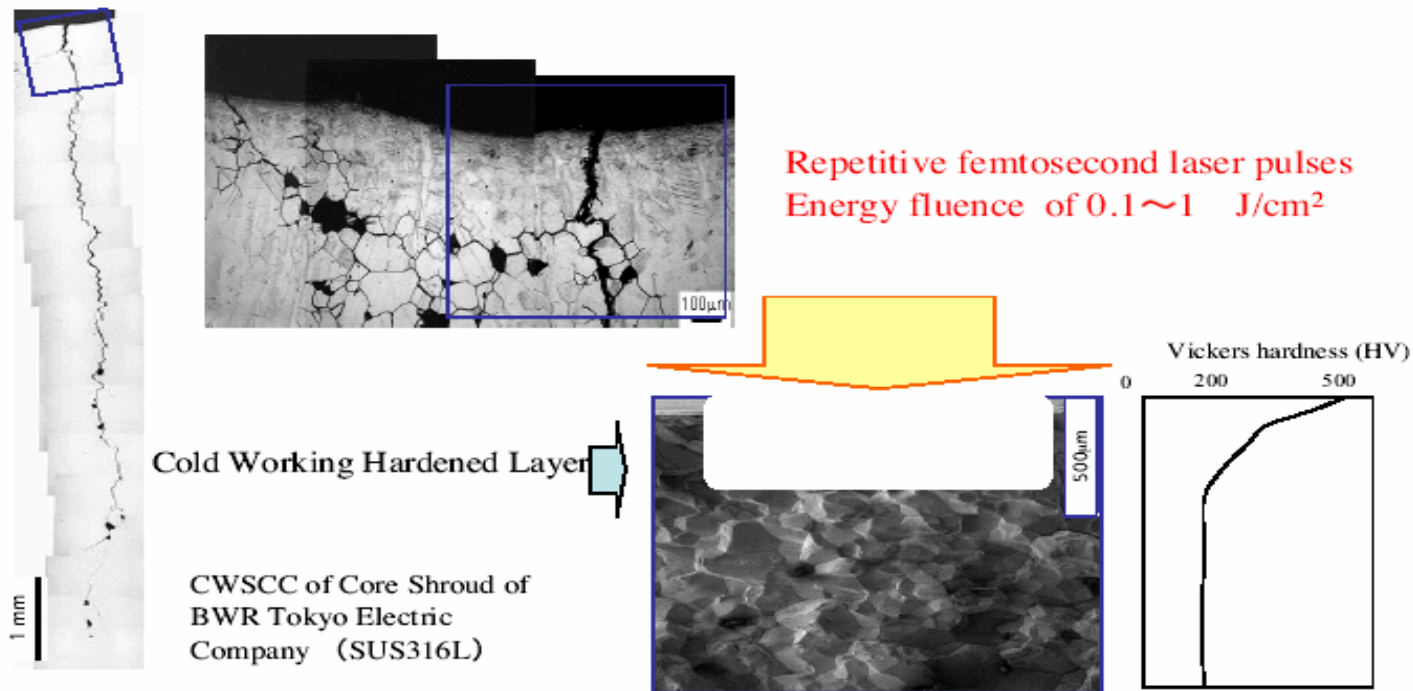 Repetitive femtosecond laser pulses
Energy fluence of 0.1～1 J/cm²
100μm
Vickers hardness (HV)
0 200 500
500μm
Cold Working Hardened Layer
CWSCC of Core Shroud of
BWR Tokyo Electric
Company （SUS316L）
1 mm